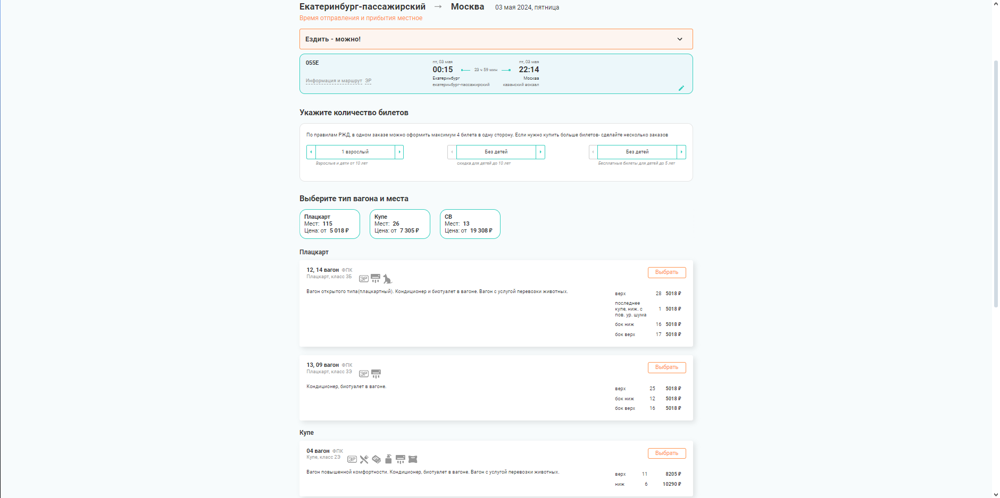 Екатеринбург-пассажирский → Москва 03 мая 2024, пятница
Время отправления и прибытия местное
Ездить - можно!
055Е
пт, 03 мая пт, 03 мая
00:15 23 ч 59 мин 22:14
Екатеринбург Москва
екатеринбург-пассажирский казанский вокзал
Информация и маршрут ЭР
Укажите количество билетов
По правилам РЖД, в одном заказе можно оформить максимум 4 билета в одну сторону. Если нужно купить больше билетов- сделайте несколько заказов
1 взрослый Без детей Без детей
Взрослые и дети от 10 лет скидка для детей до 10 лет Бесплатные билеты для детей до 5 лет
Выберите тип вагона и места
Плацкарт
Мест: 115
Цена: от 5 018 ₽
Купе
Мест: 26
Цена: от 7 305 ₽
СВ
Мест: 13
Цена: от 19 308 ₽
Плацкарт
12, 14 вагон ФПК
Плацкарт, класс 3Б ЭР
Выбрать
Вагон открытого типа(плацкартный). Кондиционер и биотуалет в вагоне. Вагон с услугой перевозки животных.
верх 28 5018 ₽
последнее
купе, ниж. с 1 5018 ₽
пов. ур. шума
бок ниж 16 5018 ₽
бок верх 17 5018 ₽
13, 09 вагон ФПК
Плацкарт, класс 3Э ЭР
Выбрать
Кондиционер, биотуалет в вагоне.
верх 25 5018 ₽
бок ниж 12 5018 ₽
бок верх 16 5018 ₽
Купе
04 вагон ФПК
Купе, класс 2Э ЭР
Выбрать
Вагон повышенной комфортности. Кондиционер, биотуалет в вагоне. Вагон с услугой перевозки животных.
верх 11 8205 ₽
ниж 6 10290 ₽